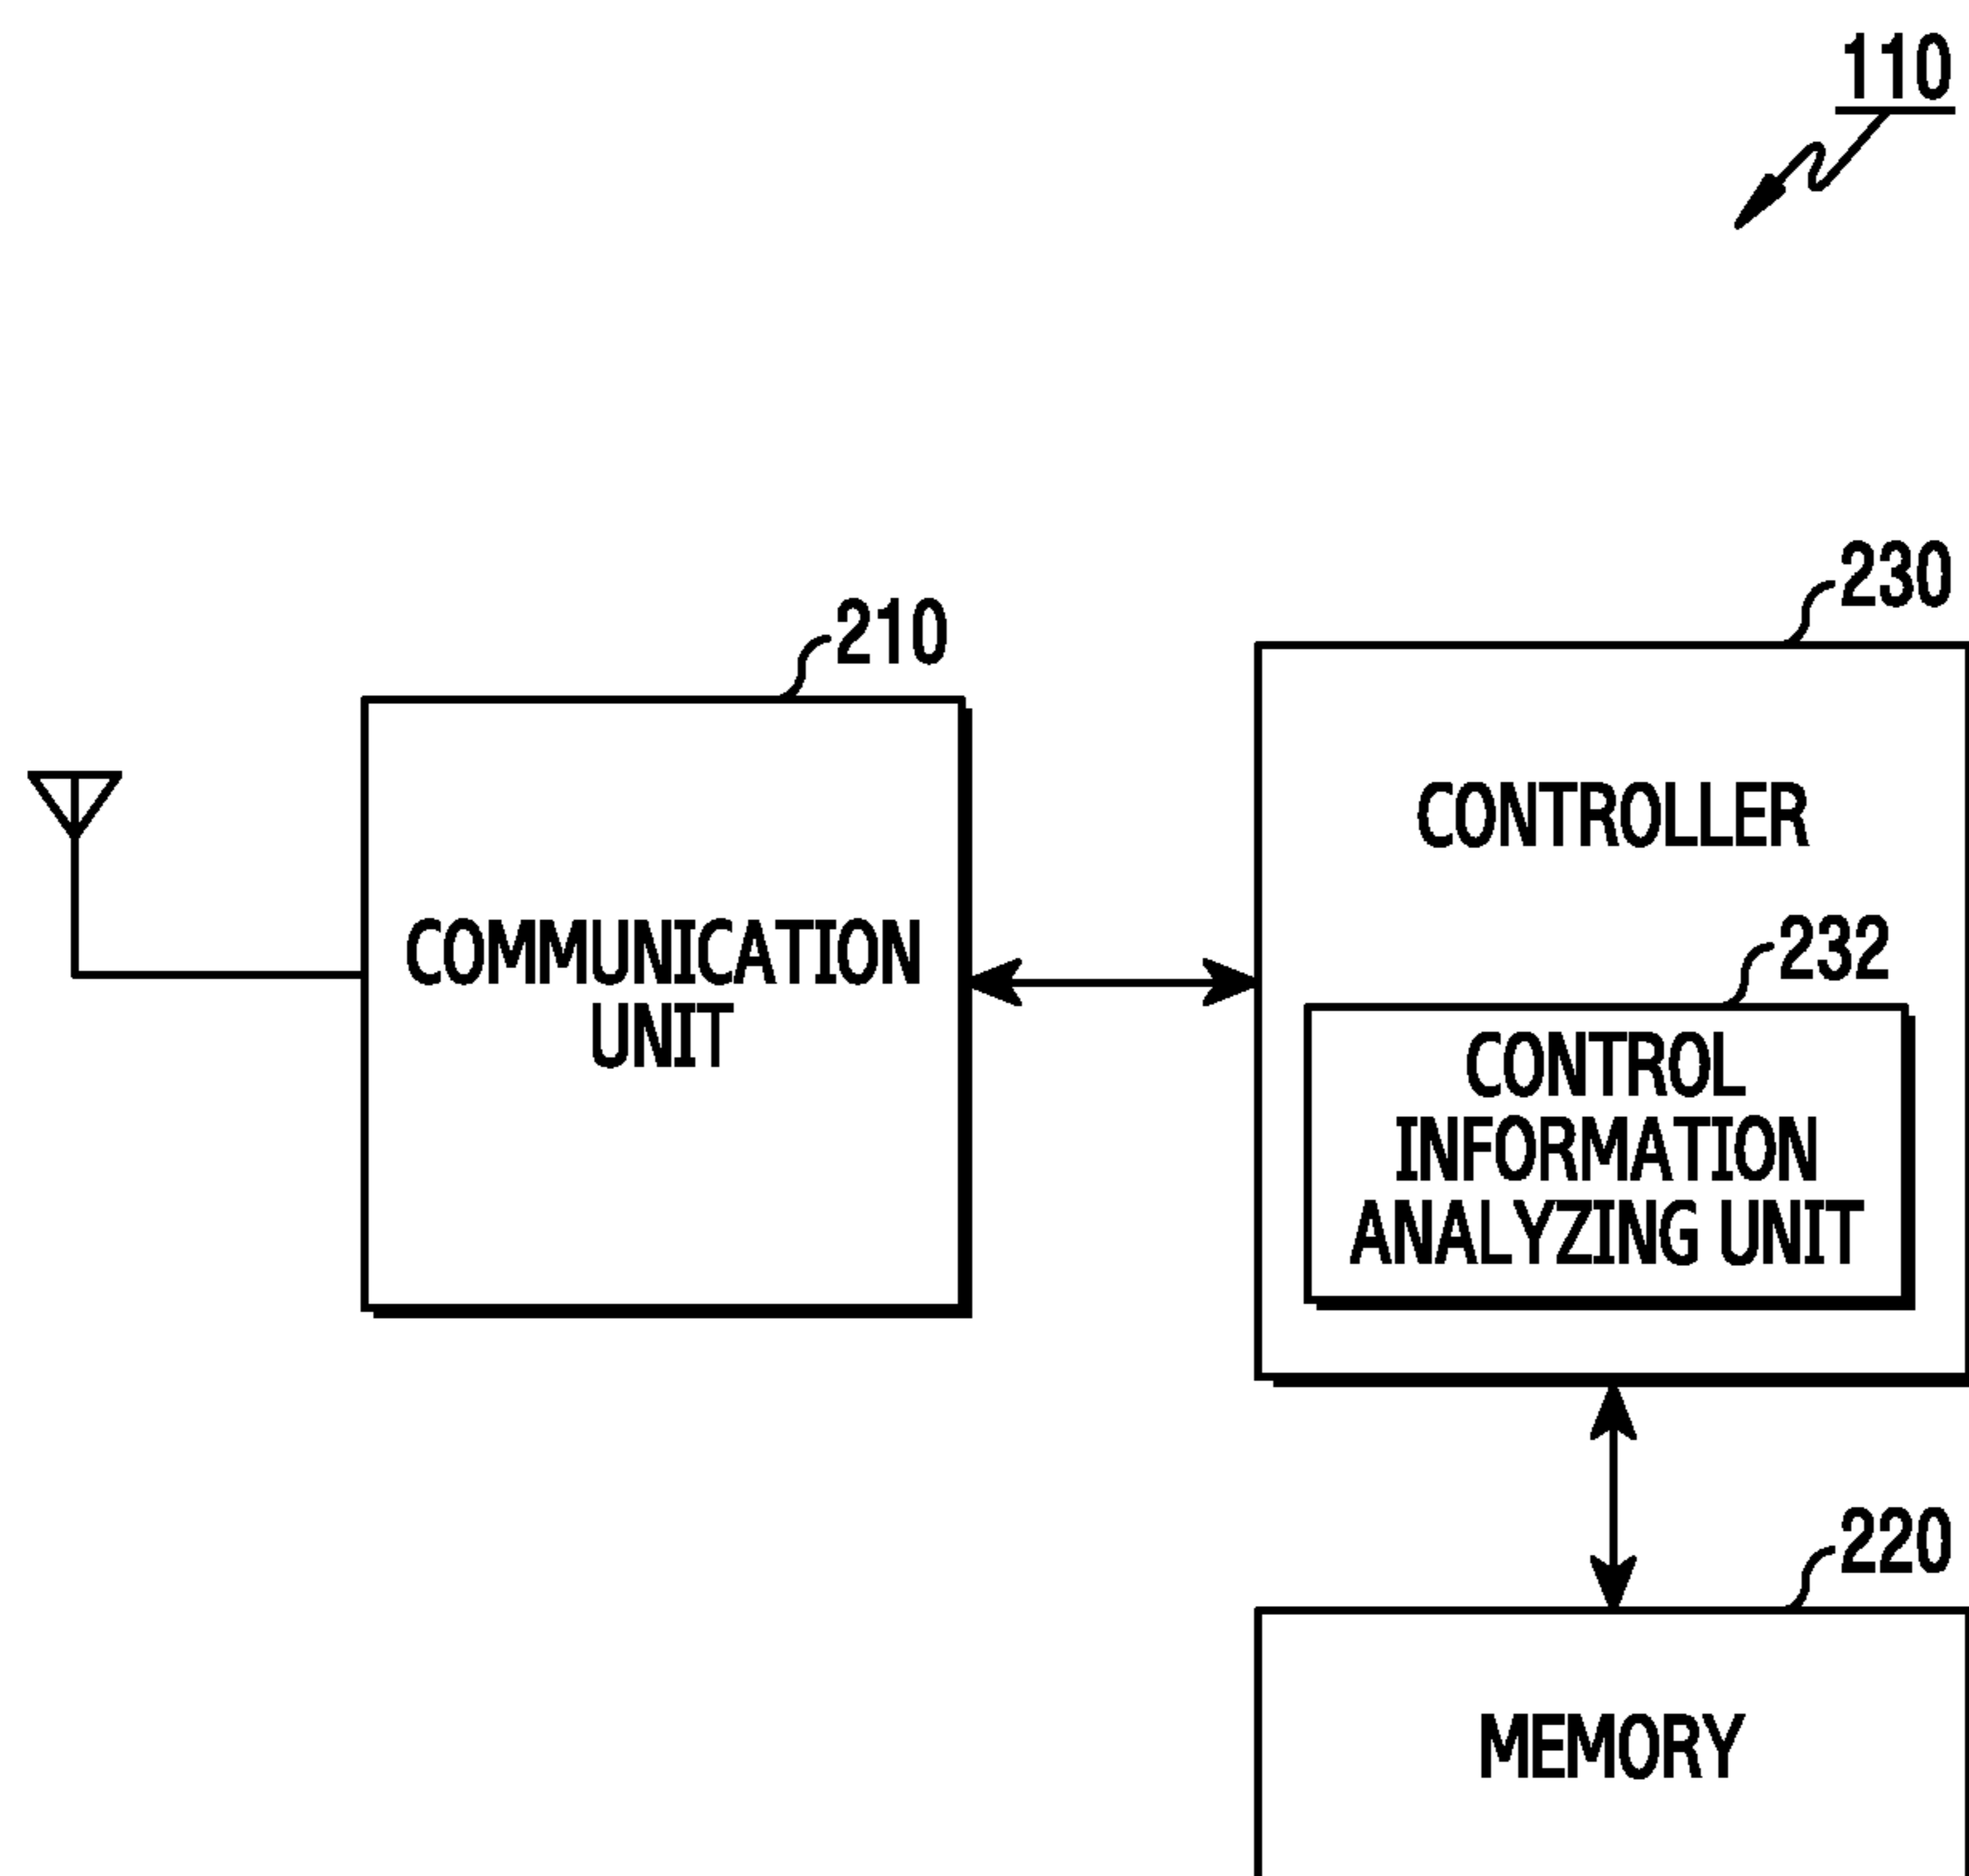 110
230
210
CONTROLLER
COMMUNICATION
UNIT
232
CONTROL
INFORMATION
ANALYZING UNIT
220
MEMORY